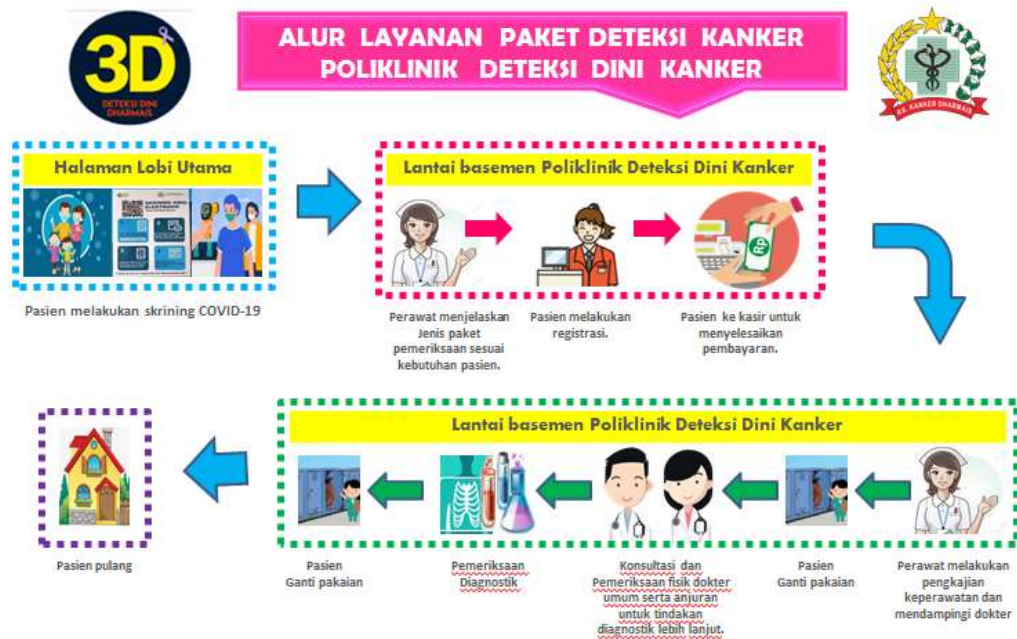 3D
DETEKSI DINI
DHARMAIS
ALUR LAYANAN PAKET DETEKSI KANKER
POLIKLINIK DETEKSI DINI KANKER
RS. KANKER DHARMAIS
Halaman Lobi Utama
Pasien melakukan skrining COVID-19
Lantai basemen Poliklinik Deteksi Dini Kanker
Rp
Perawat menjelaskan
Jenis paket
pemeriksaan sesuai
kebutuhan pasien.
Pasien melakukan
registrasi.
Pasien ke kasir untuk
menyelesaikan
pembayaran.
Lantai basemen Poliklinik Deteksi Dini Kanker
Perawat melakukan
pengkajian
keperawatan dan
mendampingi dokter
Pasien
Ganti pakaian
Konsultasi dan
Pemeriksaan fisik dokter
umum serta anjuran
untuk tindakan
diagnostik lebih lanjut.
Pemeriksaan
Diagnostik
Pasien
Ganti pakaian
Pasien pulang